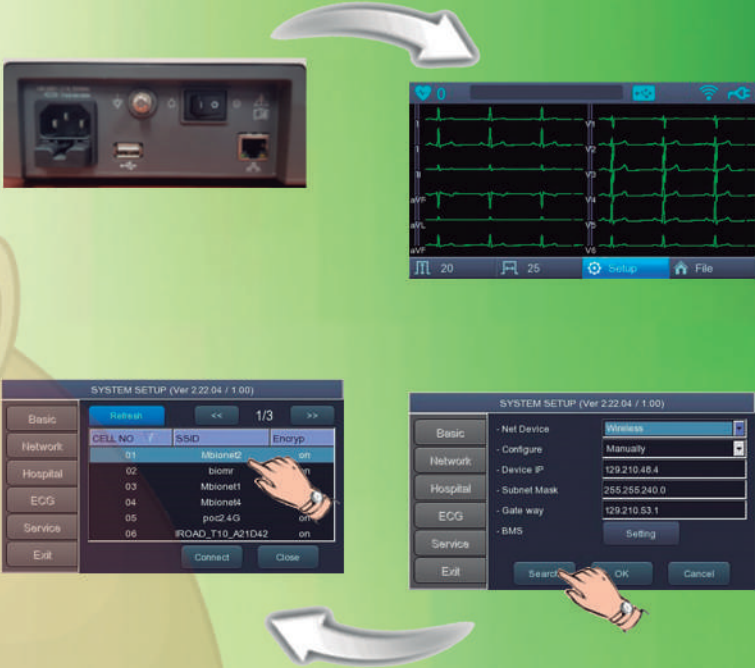 0
I
V1
V2
V3
aVR
V4
aVL
V5
aVF
V6
20
25
Setup
File
SYSTEM SETUP (Ver 2.22.04 / 1.00)
Basic
Network
Hospital
ECG
Service
Exit
Refresh
<<
1/3
>>
CELL NO
SSID
Encryp
01 Mbionet2 on
02 biomr on
03 Mbionet1
04 Mbionet4
05 poc2.4G on
06 IROAD_T10_A21D42 on
Connect
Close
SYSTEM SETUP (Ver 2.22.04 / 1.00)
Basic
Network
Hospital
ECG
Service
Exit
- Net Device Wireless
- Configure Manually
- Device IP 129.210.48.4
- Subnet Mask 255.255.240.0
- Gate way 129.210.53.1
- BMS Setting
Search
OK
Cancel